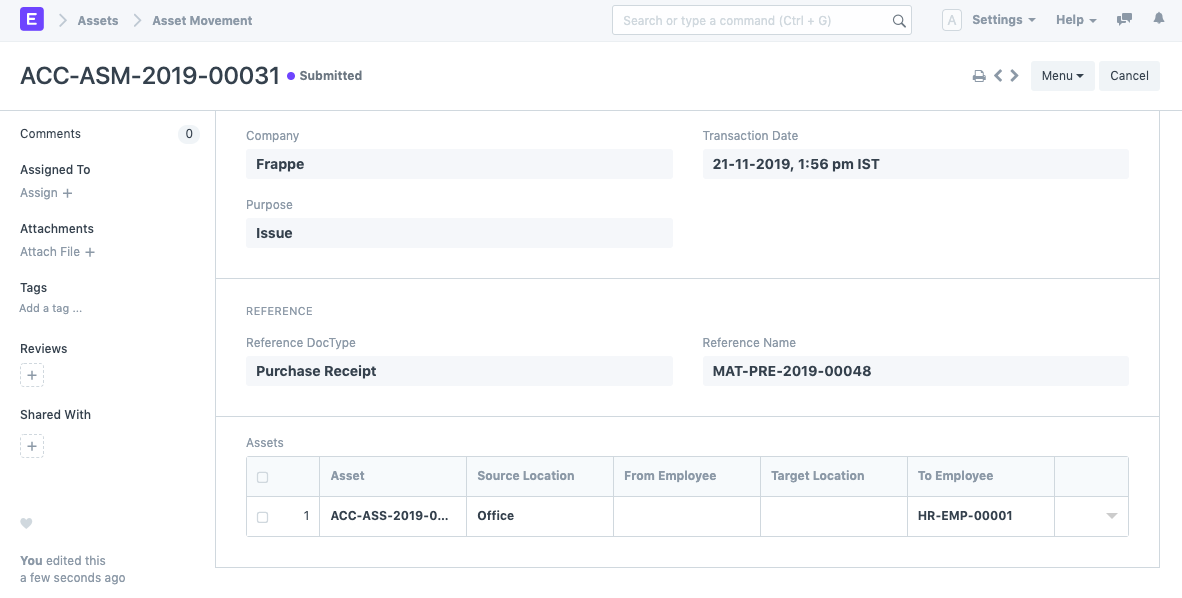 E Assets Asset Movement Search or type a command (Ctrl + G) A Settings Help
ACC-ASM-2019-00031 Submitted Menu Cancel
Comments 0
Assigned To
Assign +
Attachments
Attach File +
Tags
Add a tag ...
Reviews
+
Shared With
+
You edited this
a few seconds ago
Company Transaction Date
Frappe 21-11-2019, 1:56 pm IST
Purpose
Issue
REFERENCE
Reference DocType Reference Name
Purchase Receipt MAT-PRE-2019-00048
Assets
Asset Source Location From Employee Target Location To Employee
1 ACC-ASS-2019-0... Office HR-EMP-00001